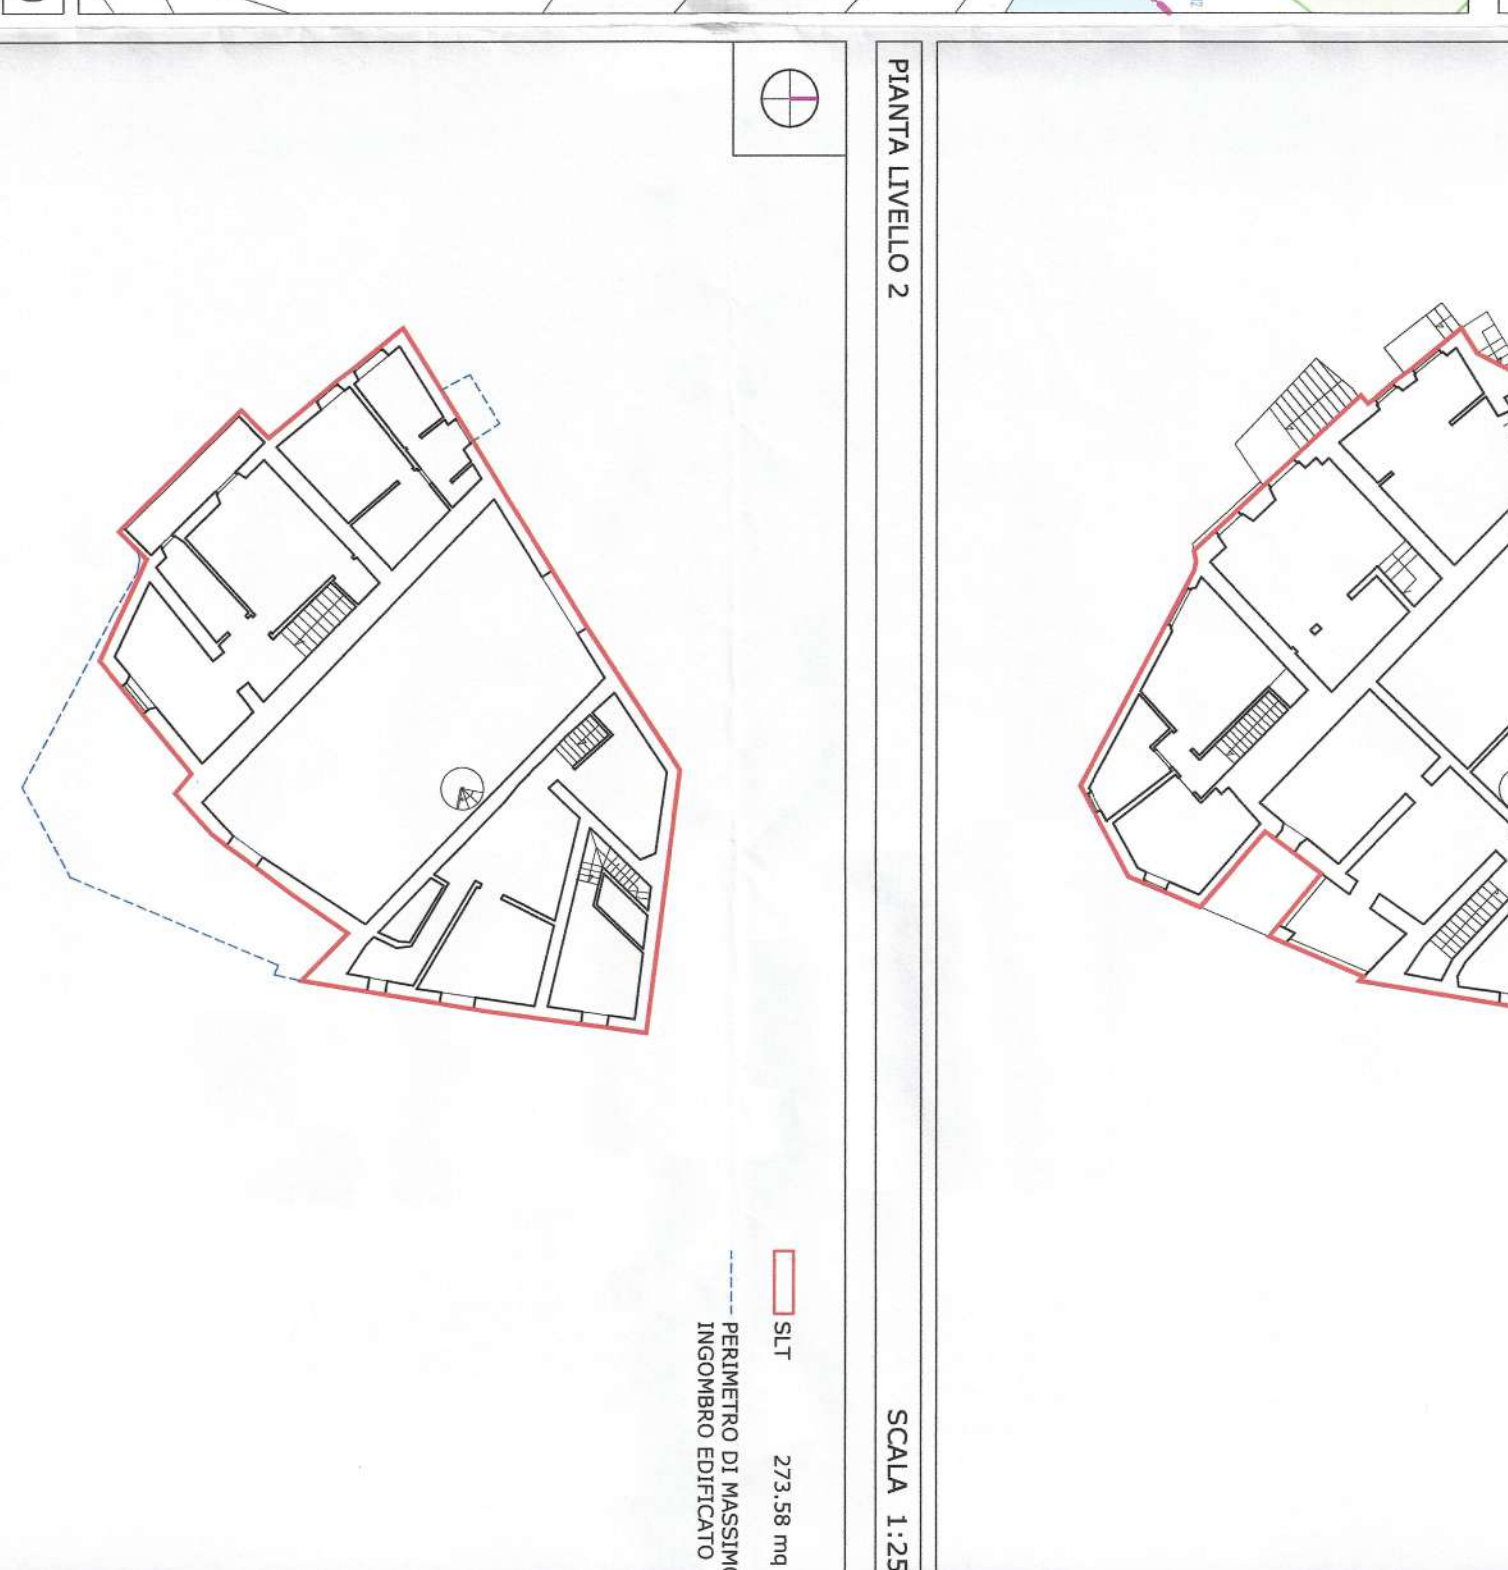 PIANTA LIVELLO 2
SCALA 1:25
SLT 273.58 mq
PERIMETRO DI MASSIMO
INGOMBRO EDIFICATO